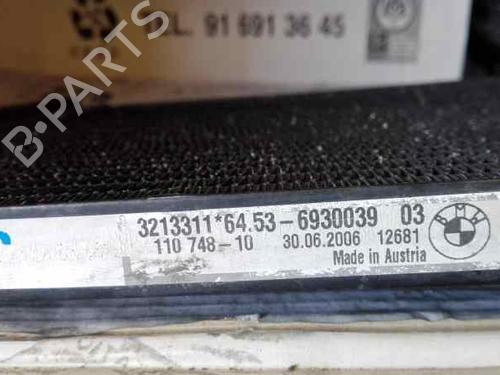 EL. 91 691 36 45
3213311*64.53-6930039 03
110 748-10 30.06.2006 12681
Made in Austria
BMW
B-PARTS